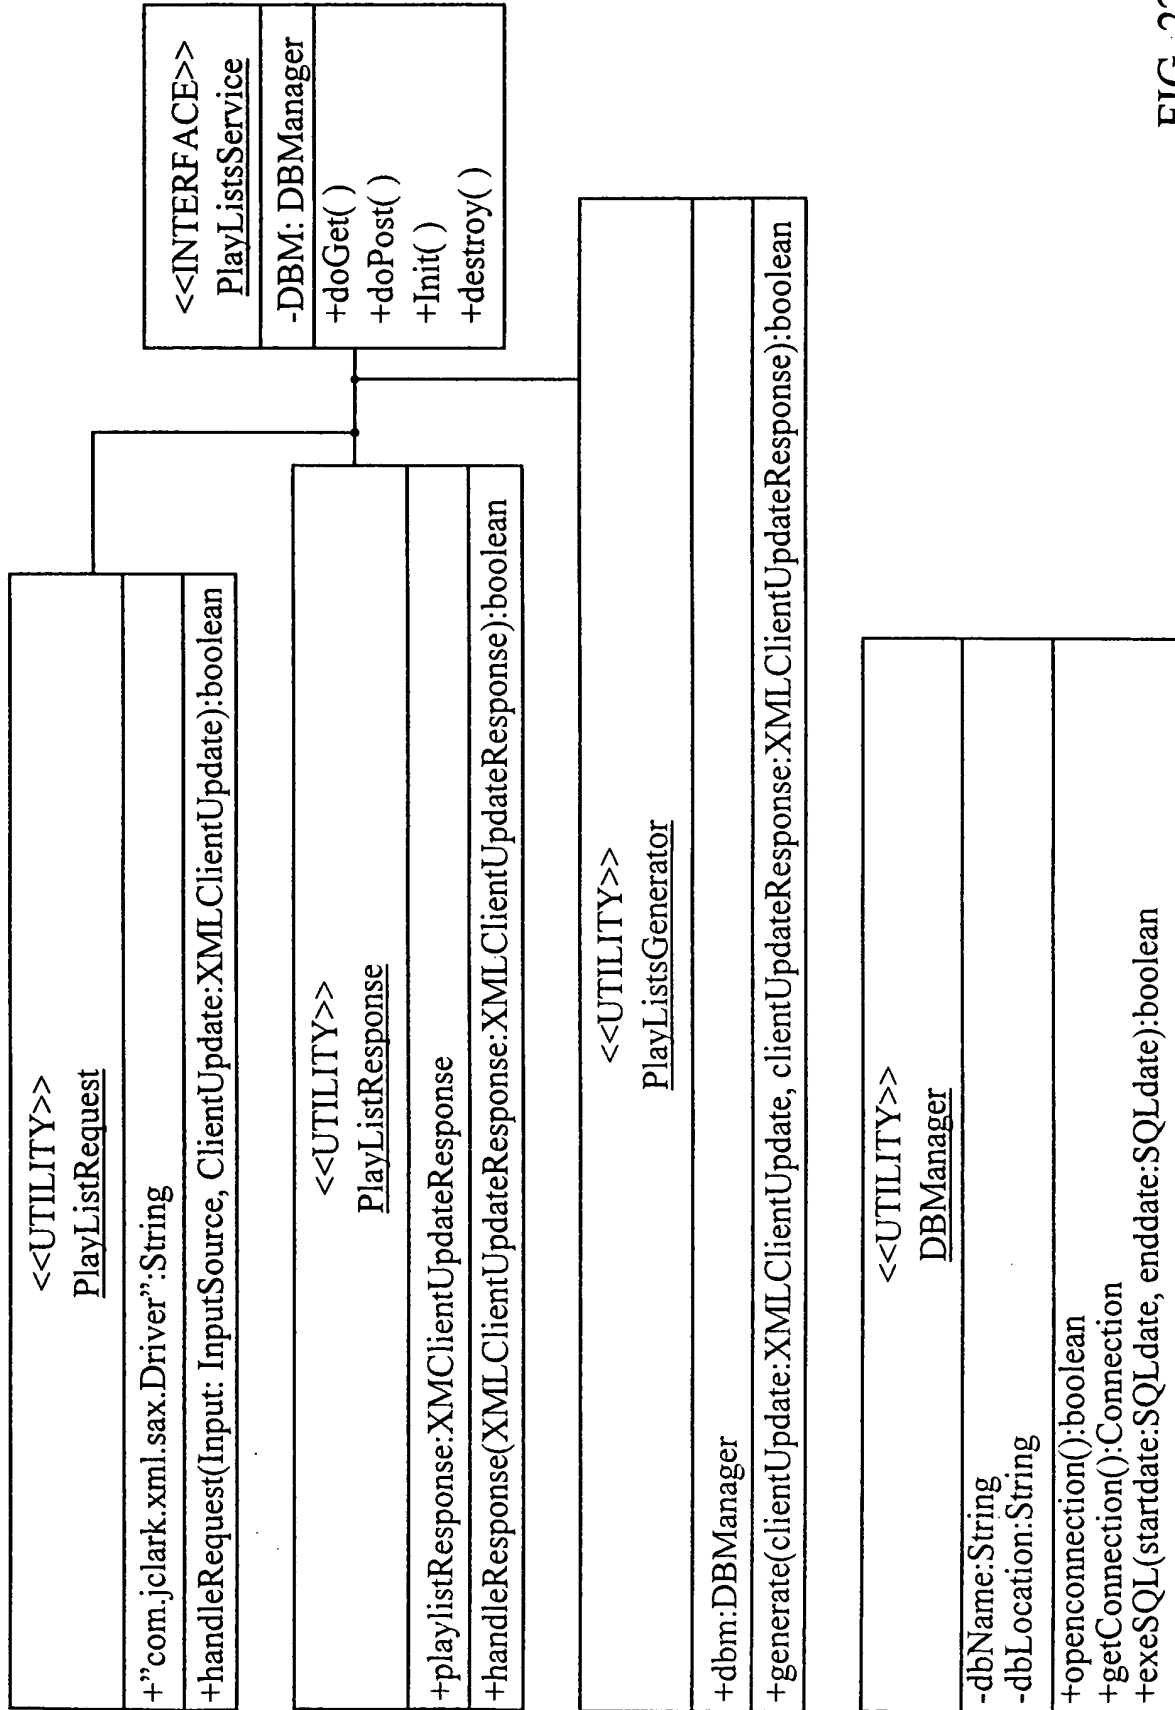 <<UTILITY>>
PlayListRequest
+"com.jclark.xml.sax.Driver":String
+handleRequest(Input: InputSource, ClientUpdate:XMLClientUpdate):boolean
<<INTERFACE>>
PlayListsService
-DBM: DBManager
+doGet( )
+doPost( )
+Init( )
+destroy( )
<<UTILITY>>
PlayListResponse
+playlistResponse:XMClientUpdateResponse
+handleResponse(XMLClientUpdateResponse:XMLClientUpdateResponse):boolean
<<UTILITY>>
PlayListsGenerator
+dbm:DBManager
+generate(clientUpdate:XMLClientUpdate, clientUpdateResponse:XMLClientUpdateResponse):boolean
<<UTILITY>>
DBManager
-dbName:String
-dbLocation:String
+openconnection():boolean
+getConnection():Connection
+exeSQL(startdate:SQLdate, enddate:SQLdate):boolean
FIG.